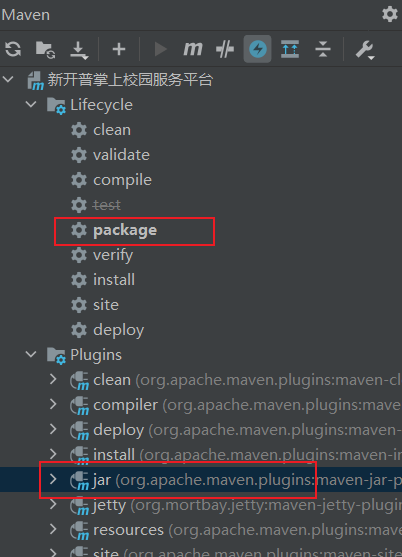 Maven
新开普掌上校园服务平台
Lifecycle
clean
validate
compile
test
package
verify
install
site
deploy
Plugins
clean (org.apache.maven.plugins:maven-cl
compiler (org.apache.maven.plugins:mave
deploy (org.apache.maven.plugins:maven-
install (org.apache.maven.plugins:maven-in
jar (org.apache.maven.plugins:maven-jar-p
jetty (org.mortbay.jetty:maven-jetty-plugin
resources (org.apache.maven.plugins:mav
site (org.apache.maven.plugins:maven-site